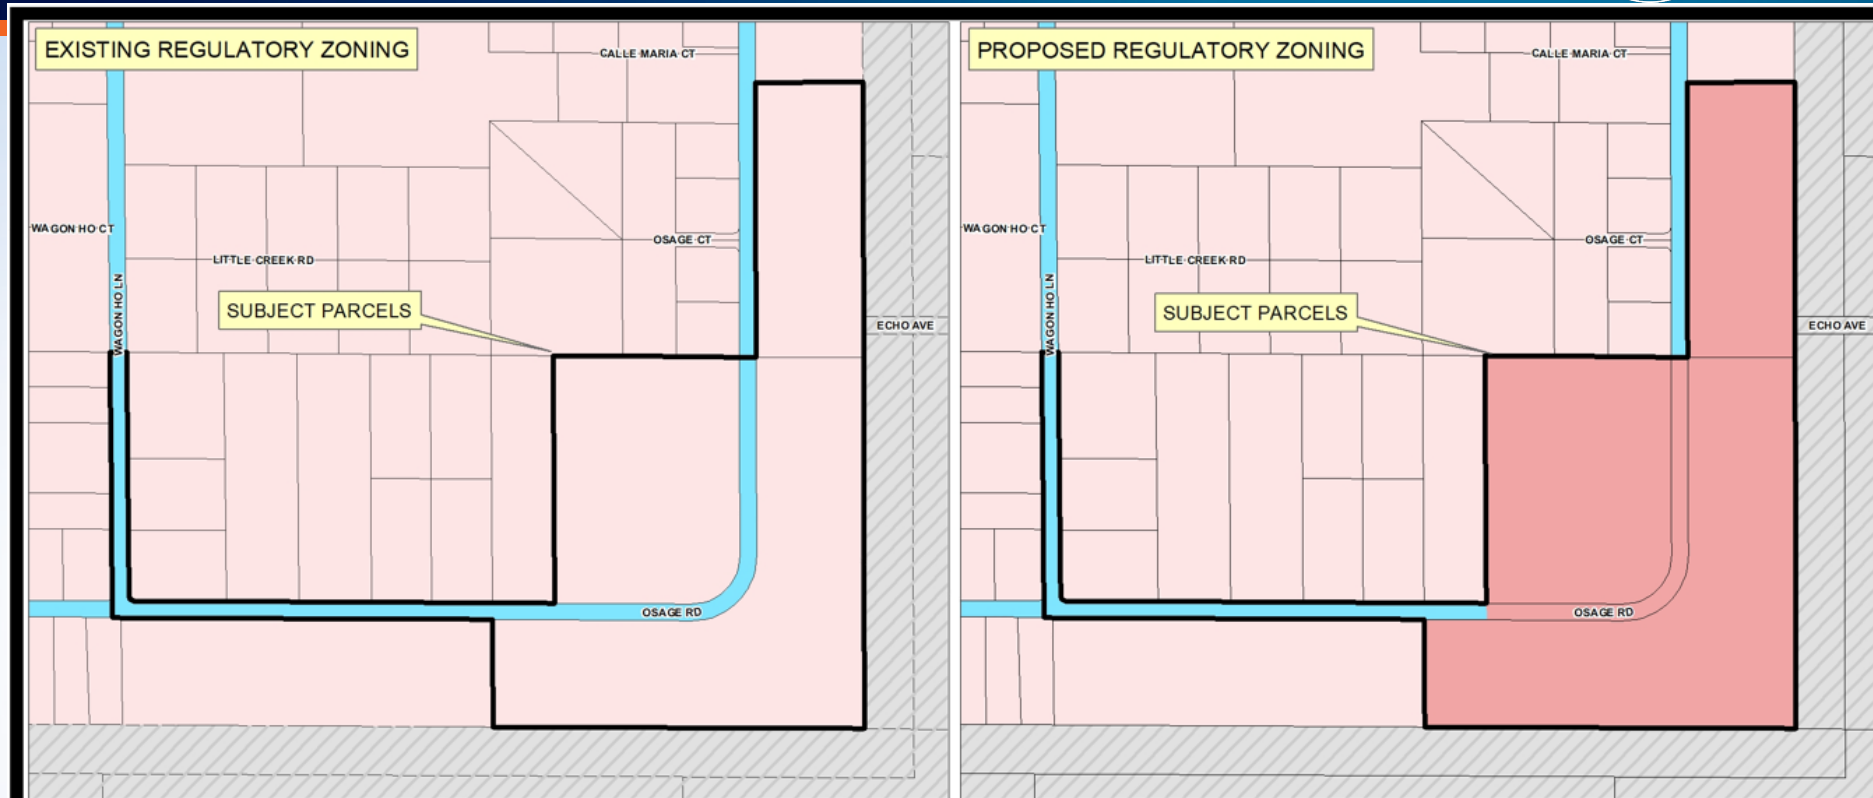 EXISTING REGULATORY ZONING
CALLE MARIA CT
WAGON HO CT
OSAGE CT
LITTLE CREEK RD
WAGON HO LN
SUBJECT PARCELS
ECHO AVE
OSAGE RD
PROPOSED REGULATORY ZONING
CALLE MARIA CT
WAGON HO CT
OSAGE CT
LITTLE CREEK RD
WAGON HO LN
SUBJECT PARCELS
ECHO AVE
OSAGE RD